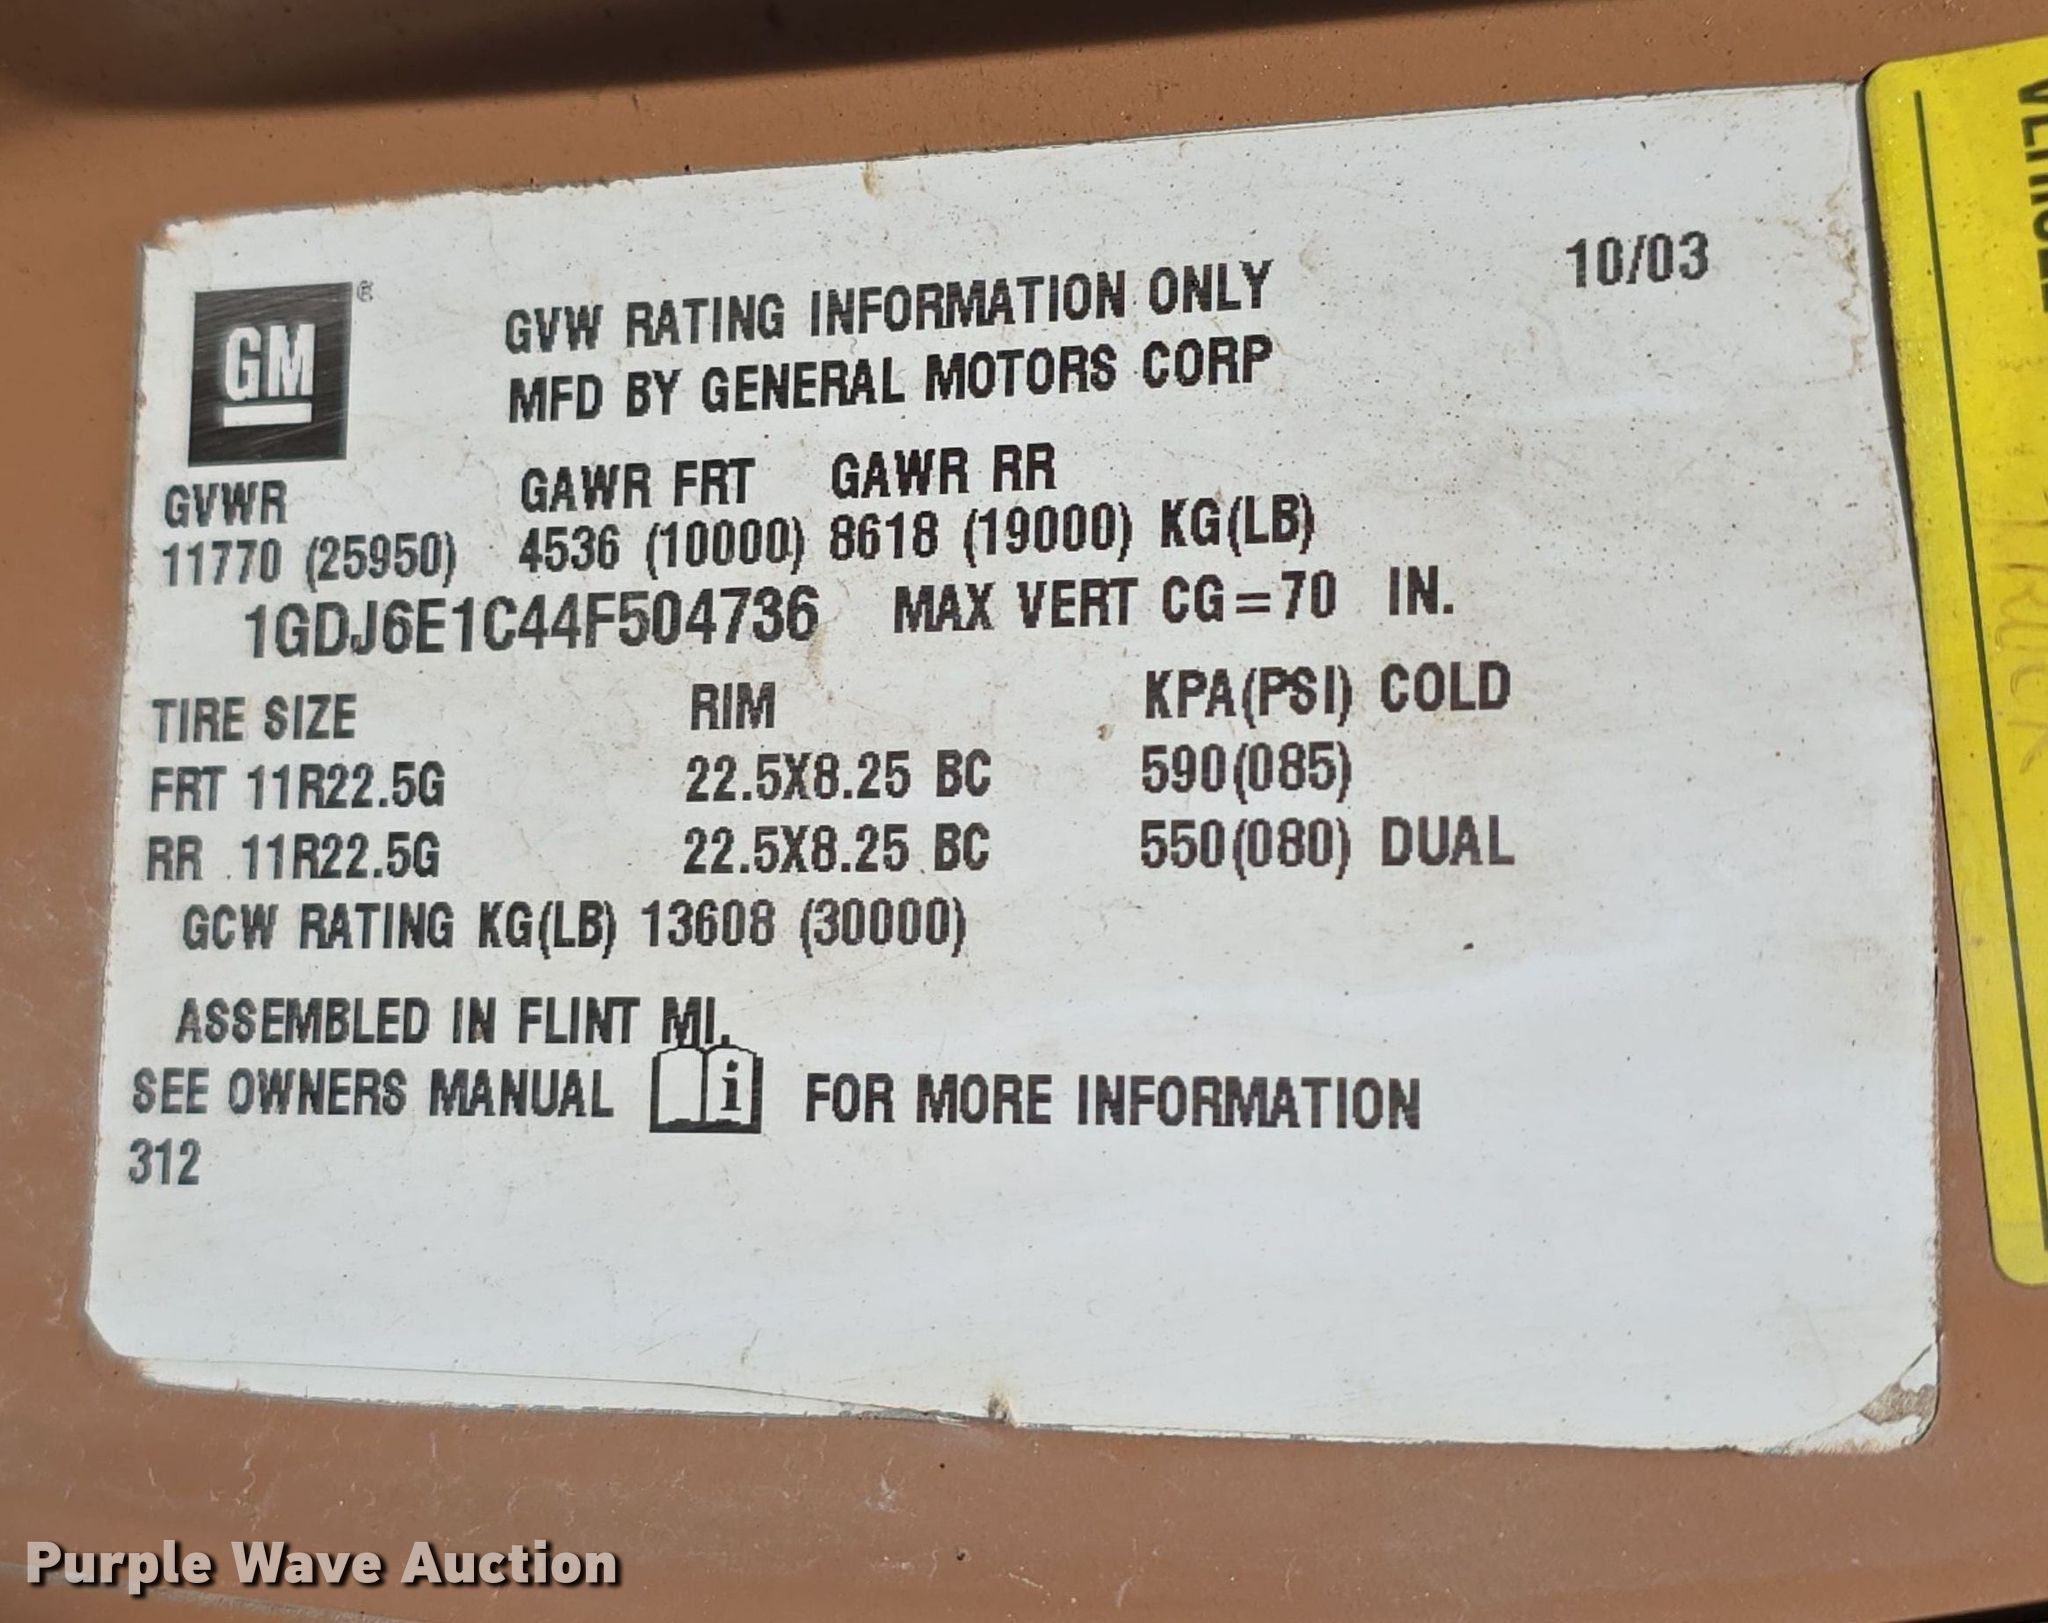 10/03
GM®
GVW RATING INFORMATION ONLY
MFD BY GENERAL MOTORS CORP
GVWR GAWR FRT GAWR RR
11770 (25950) 4536 (10000) 8618 (19000) KG(LB)
1GDJ6E1C44F504736 MAX VERT CG=70 IN.
TIRE SIZE RIM KPA(PSI) COLD
FRT 11R22.5G 22.5X8.25 BC 590(085)
RR 11R22.5G 22.5X8.25 BC 550(080) DUAL
GCW RATING KG(LB) 13608 (30000)
ASSEMBLED IN FLINT MI.
SEE OWNERS MANUAL i FOR MORE INFORMATION
312
VEHICLE
Purple Wave Auction